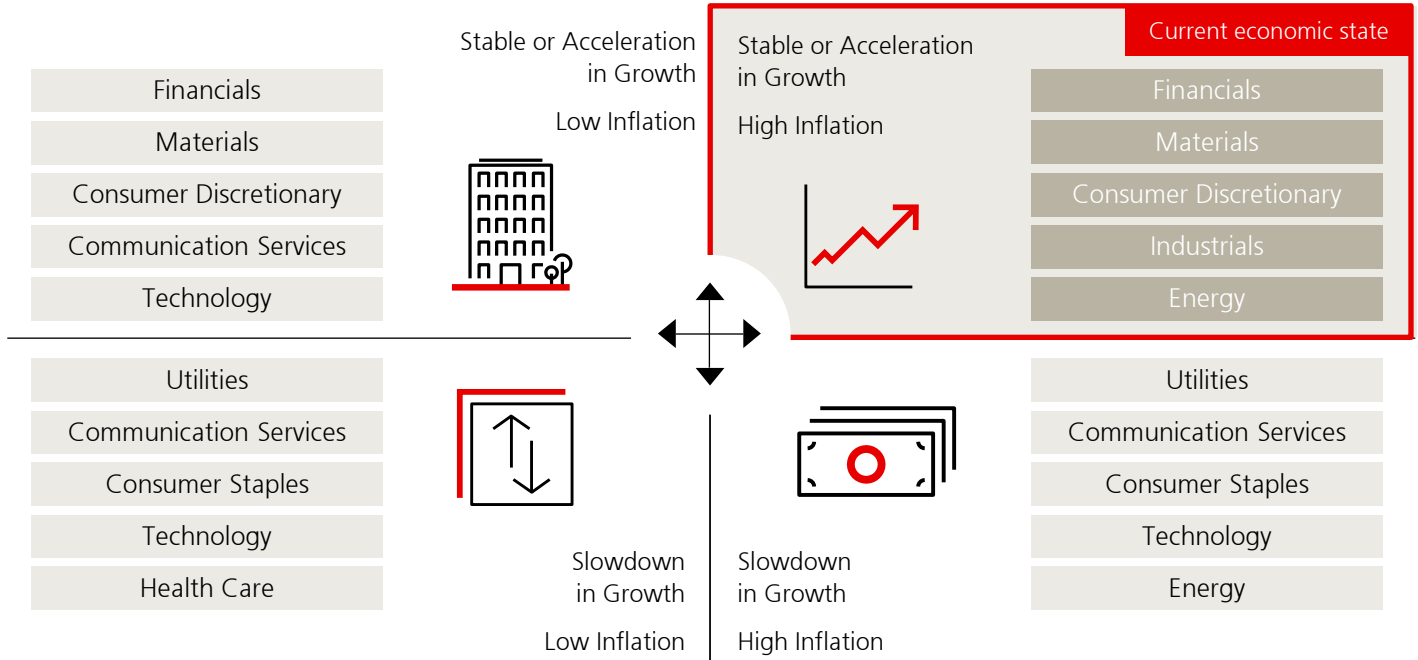 Stable or Acceleration
in Growth
Low Inflation
Financials
Materials
Consumer Discretionary
Communication Services
Technology
Current economic state
Stable or Acceleration
in Growth
High Inflation
Financials
Materials
Consumer Discretionary
Industrials
Energy
Utilities
Communication Services
Consumer Staples
Technology
Health Care
Slowdown
in Growth
Low Inflation
Utilities
Communication Services
Consumer Staples
Technology
Energy
Slowdown
in Growth
High Inflation